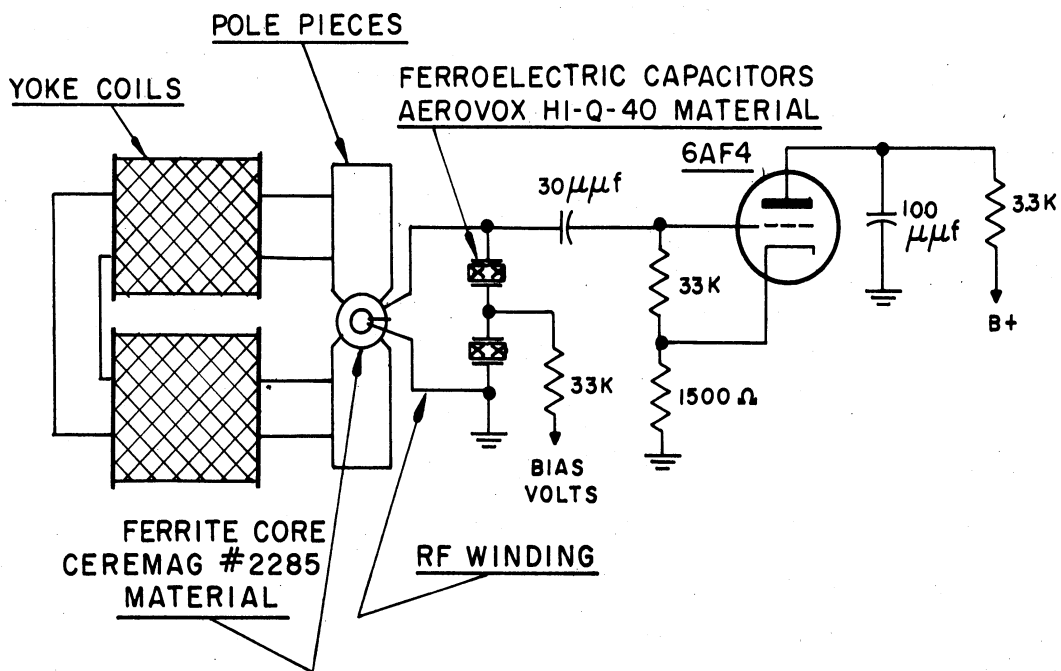 POLE PIECES
YOKE COILS
FERROELECTRIC CAPACITORS
AEROVOX HI-Q-40 MATERIAL
6AF4
30μμf
100
μμf
3.3K
33K
B+
33K
1500Ω
BIAS
VOLTS
FERRITE CORE
CEREMAG #2285
MATERIAL
RF WINDING